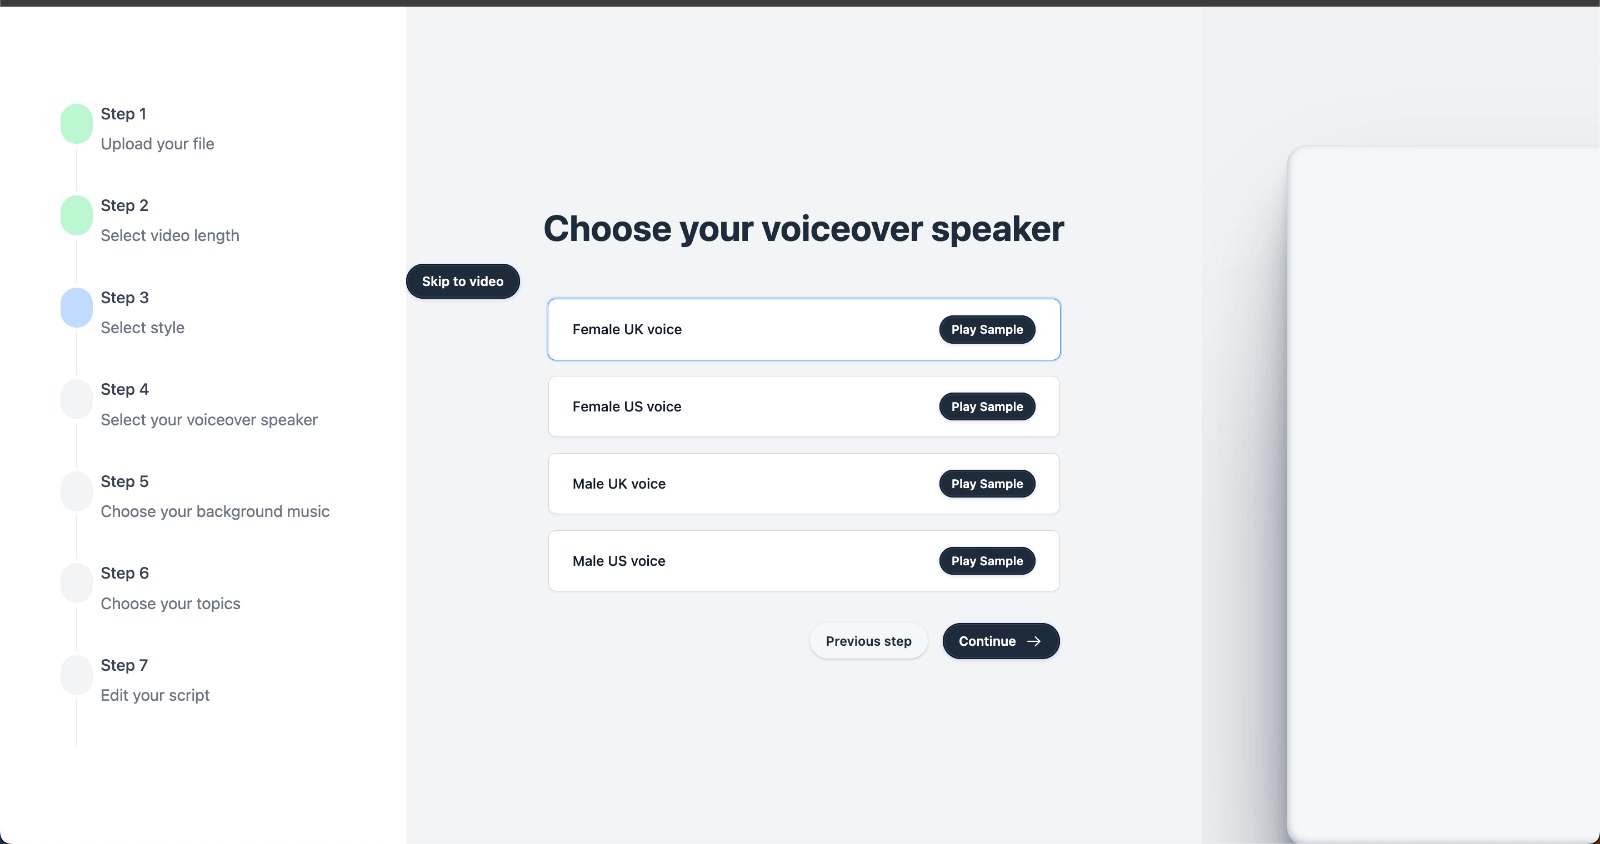 Step 1
Upload your file
Step 2
Select video length
Step 3
Select style
Step 4
Select your voiceover speaker
Step 5
Choose your background music
Step 6
Choose your topics
Step 7
Edit your script
Choose your voiceover speaker
Skip to video
Female UK voice
Play Sample
Female US voice
Play Sample
Male UK voice
Play Sample
Male US voice
Play Sample
Previous step
Continue →